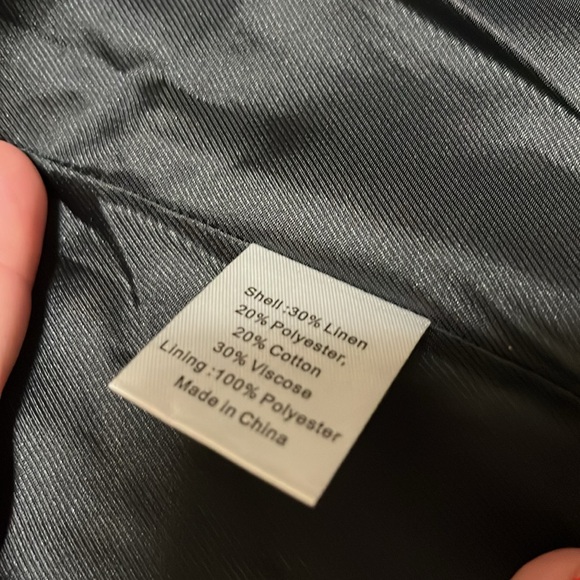 Shell :30% Linen
20% Polyester,
20% Cotton
30% Viscose
Lining :100% Polyester
Made in China